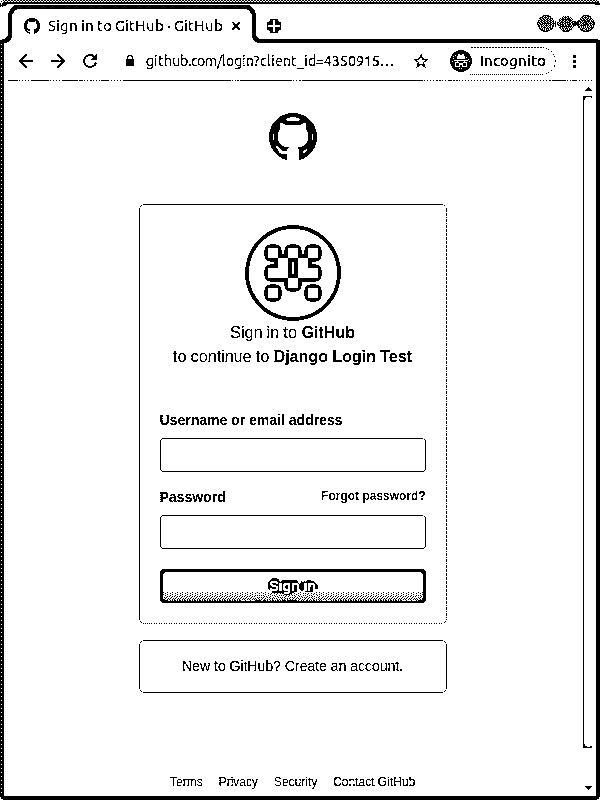 Sign in to GitHub · GitHub
github.com/login?client_id=4350915...
Incognito
Sign in to GitHub
to continue to Django Login Test
Username or email address
Password Forgot password?
Sign in
New to GitHub? Create an account.
Terms Privacy Security Contact GitHub